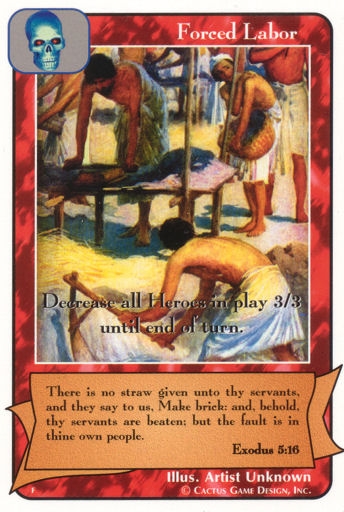 Forced Labor
Decrease all Heroes in play 3/3
until end of turn.
There is no straw given unto thy servants,
and they say to us, Make brick: and, behold,
thy servants are beaten; but the fault is in
thine own people.
Exodus 5:16
Illus. Artist Unknown
F
© Cactus Game Design, Inc.